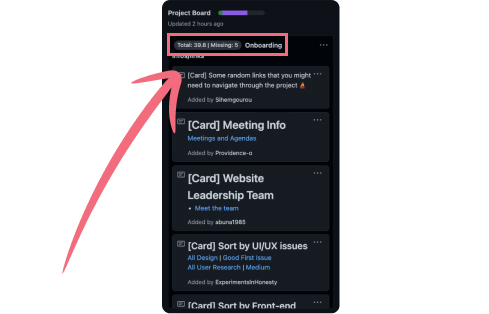 Project Board
Updated 2 hours ago
Total: 39.8 | Missing: 5 Onboarding
[Card] Some random links that you might
need to navigate through the project 🔥
Added by Sihemgourou
[Card] Meeting Info
Meetings and Agendas
Added by Providence-o
[Card] Website
Leadership Team
• Meet the team
Added by abuna1985
[Card] Sort by UI/UX issues
All Design | Good First Issue
All User Research | Medium
Added by ExperimentsInHonesty
[Card] Sort by Front-end